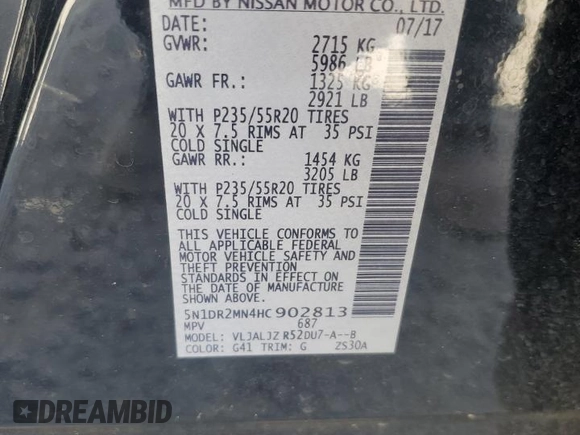 MFD BY NISSAN MOTOR CO., LTD.
DATE: 07/17
GVWR: 2715 KG
5986 LB
GAWR FR.: 1325 KG
2921 LB
WITH P235/55R20 TIRES
20 X 7.5 RIMS AT 35 PSI
COLD SINGLE
GAWR RR.: 1454 KG
3205 LB
WITH P235/55R20 TIRES
20 X 7.5 RIMS AT 35 PSI
COLD SINGLE
THIS VEHICLE CONFORMS TO
ALL APPLICABLE FEDERAL
MOTOR VEHICLE SAFETY AND
THEFT PREVENTION
STANDARDS IN EFFECT ON
THE DATE OF MANUFACTURE
SHOWN ABOVE.
5N1DR2MN4HC902813
MPV 687
MODEL: VLJALJZ R52DU7-A--B
COLOR: G41 TRIM: G ZS30A
DREAMBID